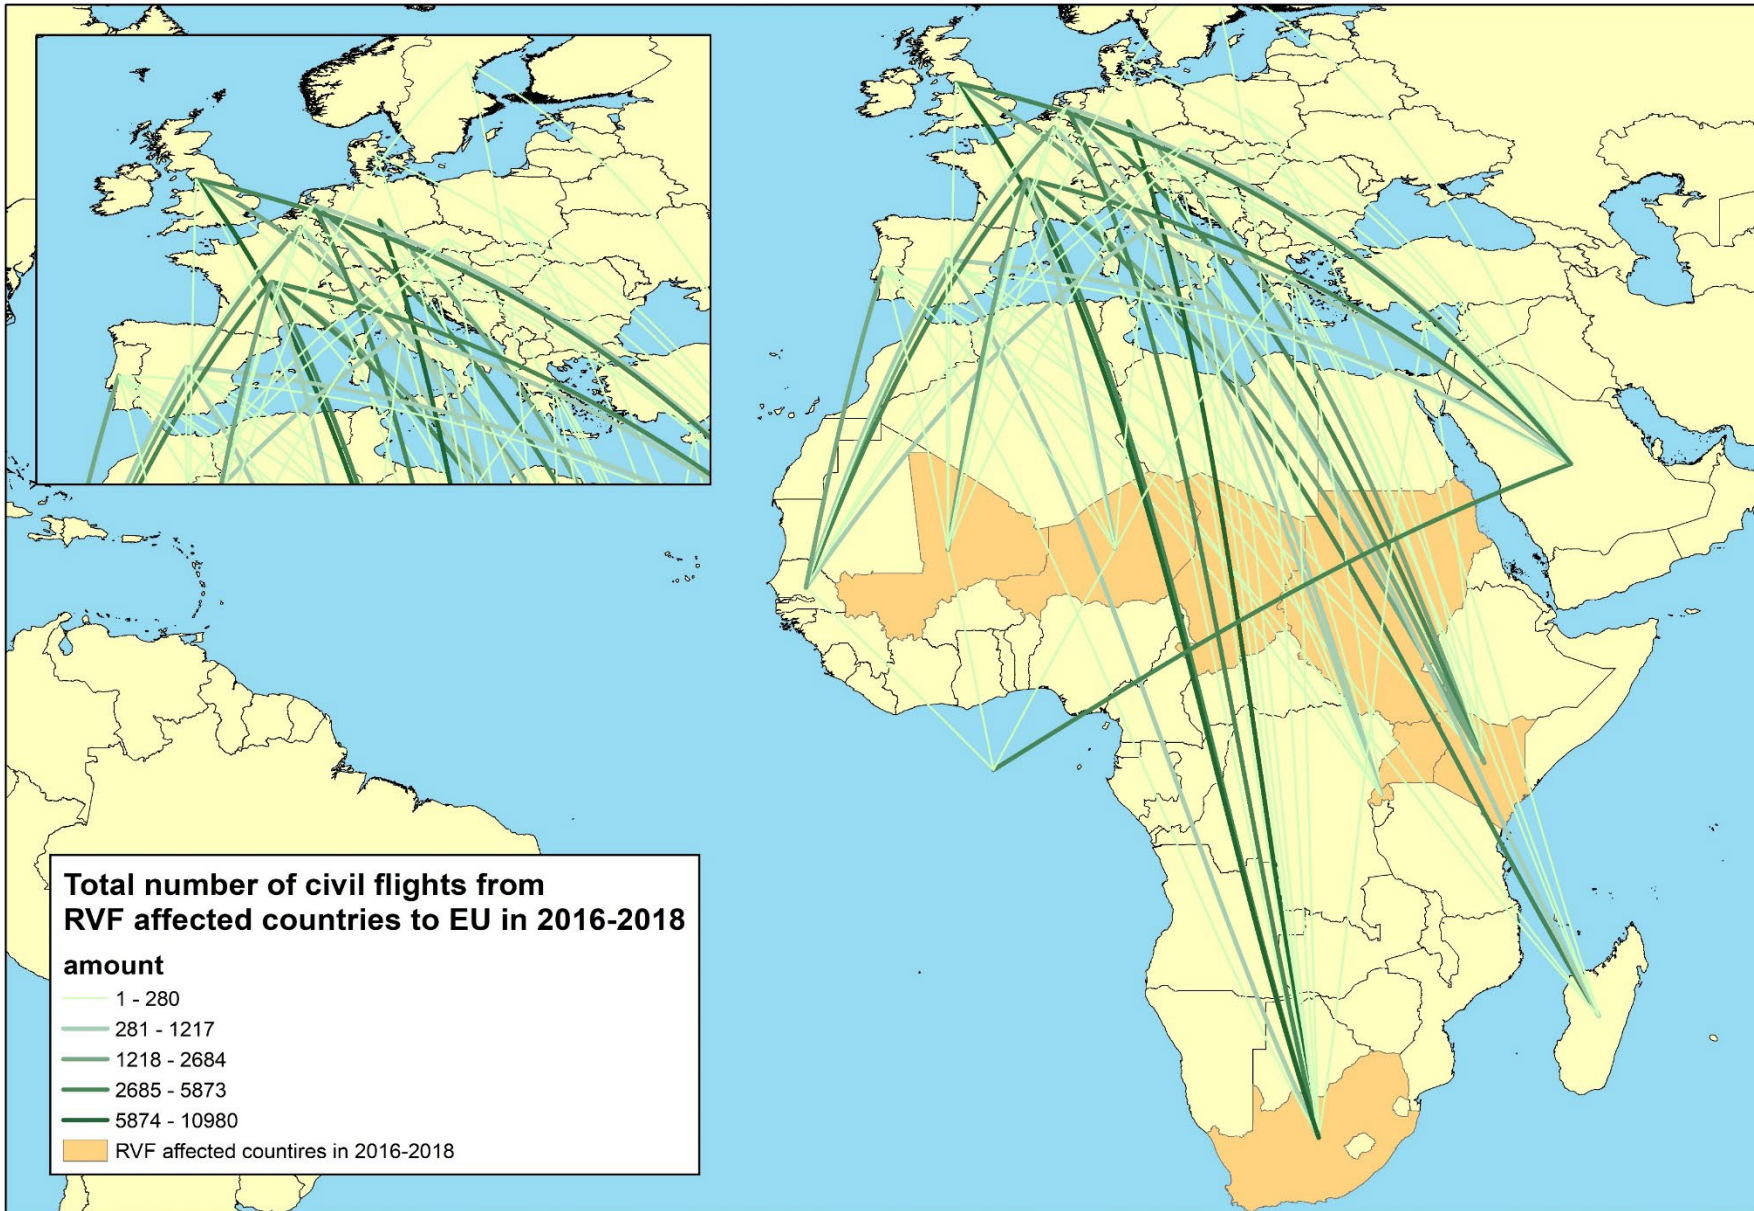 Total number of civil flights from
RVF affected countries to EU in 2016-2018
amount
1 - 280
281 - 1217
1218 - 2684
2685 - 5873
5874 - 10980
RVF affected countires in 2016-2018